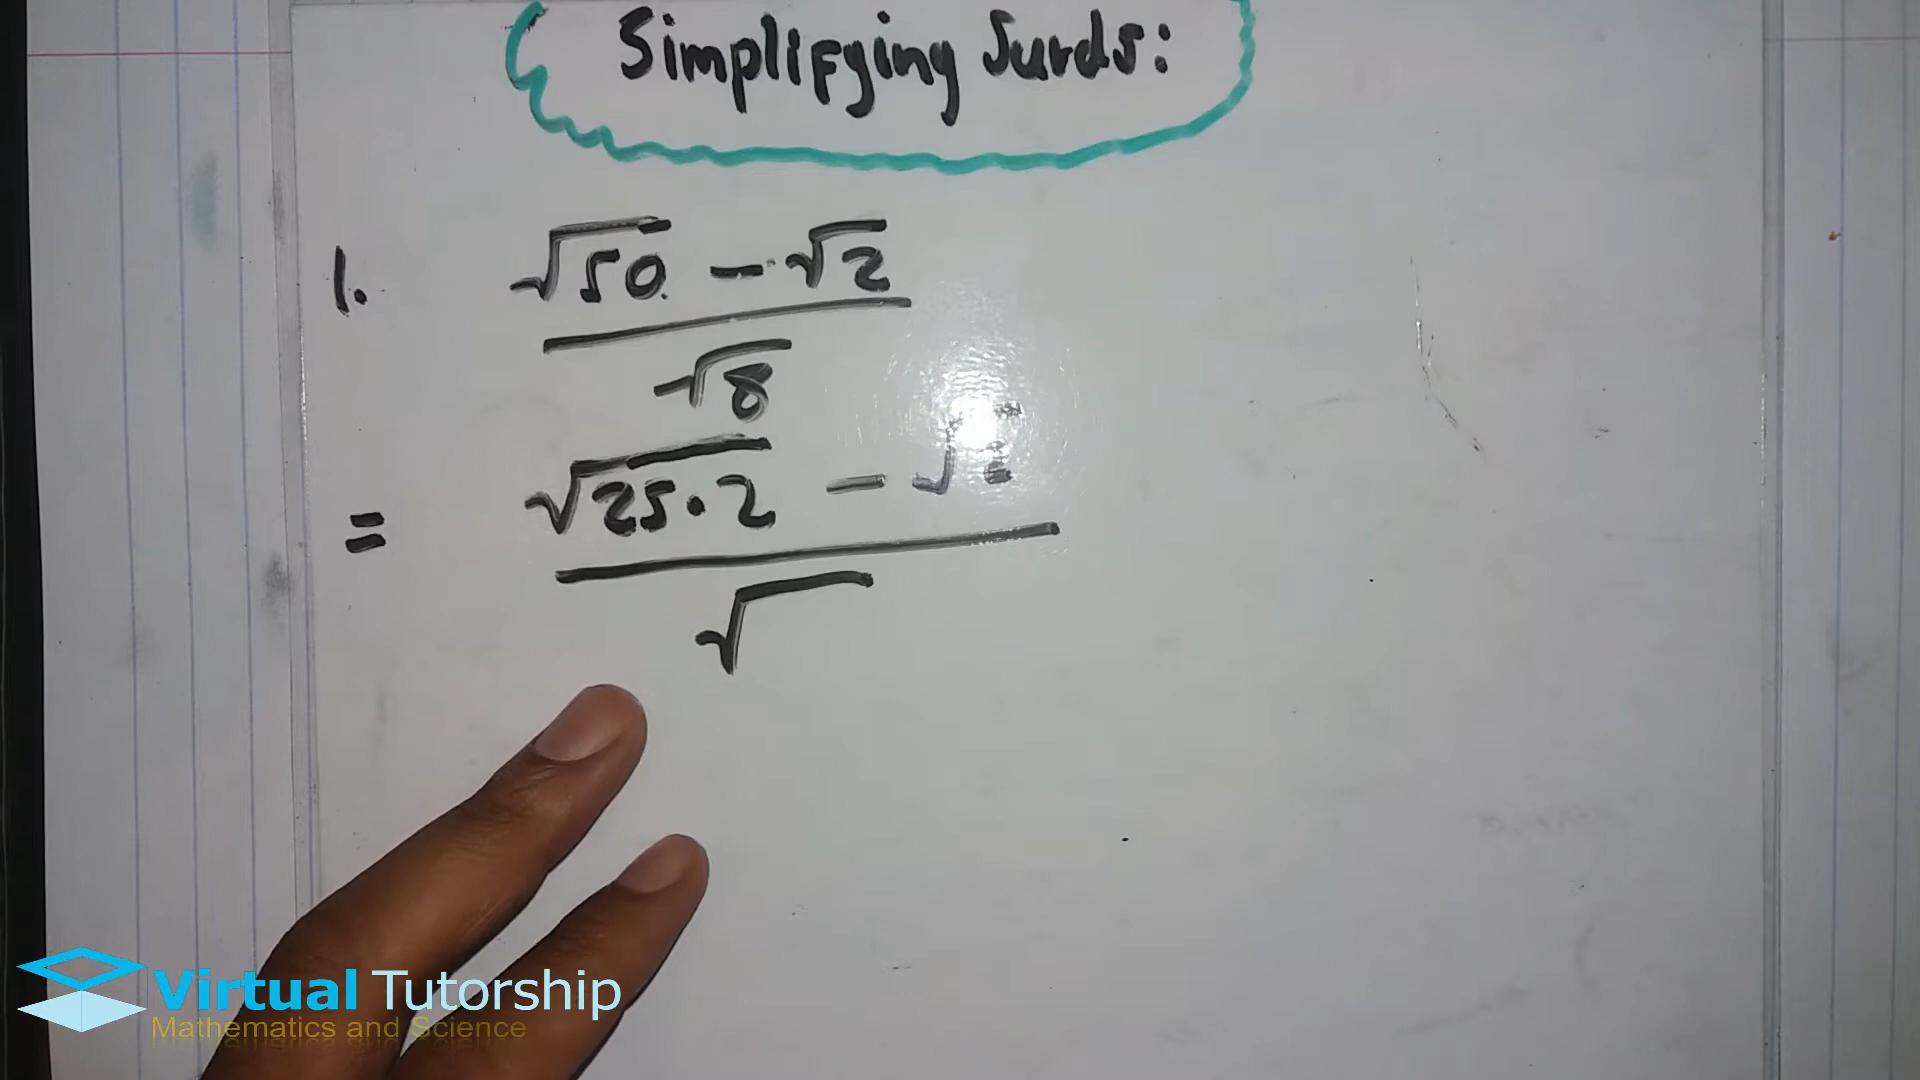 Simplifying Surds:
1. √50 - √2
√8
= √25·2 - √2
√
Virtual Tutorship
Mathematics and Science